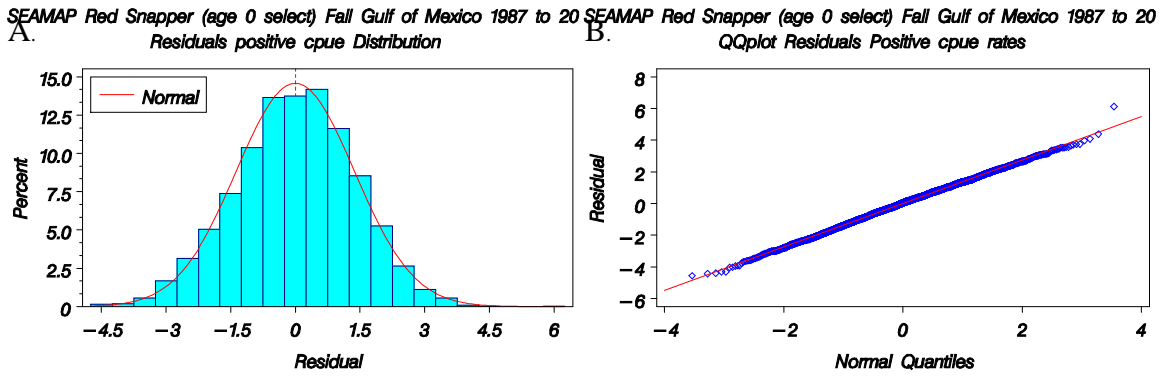 SEAMAP Red Snapper (age 0 select) Fall Gulf of Mexico 1987 to 20
A.
Residuals positive cpue Distribution
Normal
15.0
12.5
10.0
7.5
5.0
2.5
0
Percent
−4.5 −3 −1.5 0 1.5 3 4.5 6
Residual
SEAMAP Red Snapper (age 0 select) Fall Gulf of Mexico 1987 to 20
B.
QQplot Residuals Positive cpue rates
8
6
4
2
0
−2
−4
−6
Residual
−4 −2 0 2 4
Normal Quantiles